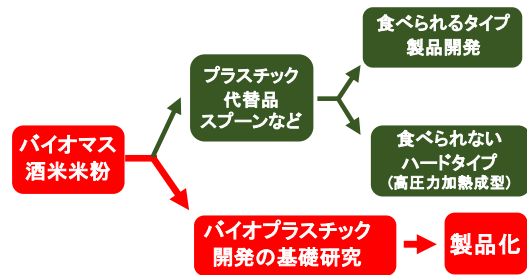 食べられるタイプ
製品開発
プラスチック
代替品
スプーンなど
食べられない
ハードタイプ
(高圧力加熱成型)
バイオマス
酒米米粉
バイオプラスチック
開発の基礎研究
製品化